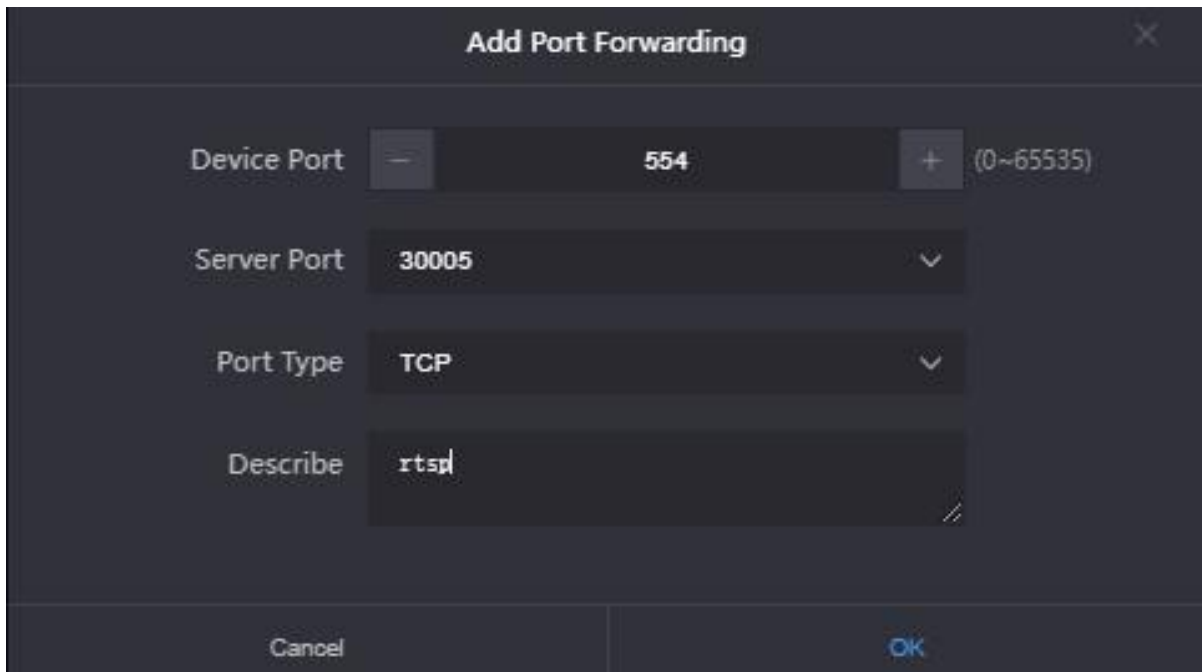 Add Port Forwarding
Device Port 554 (0~65535)
Server Port 30005
Port Type TCP
Describe rtsp
Cancel OK